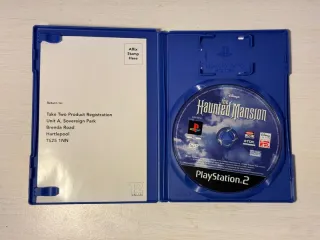 Affix
Stamp
Here
Return to:
Take Two Product Registration
Unit A, Sovereign Park
Brenda Road
Hartlepool
TS25 1NN
Disney's
The
Haunted Mansion
PlayStation.2